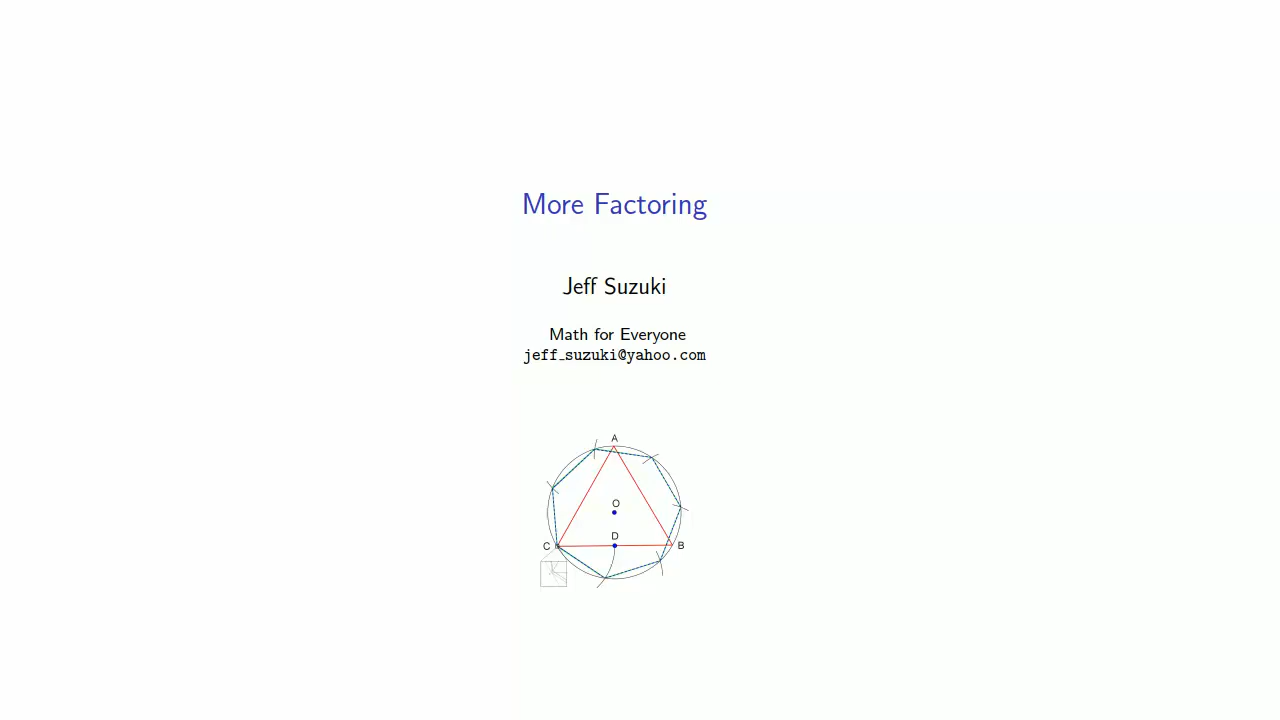 More Factoring
Jeff Suzuki
Math for Everyone
jeff_suzuki@yahoo.com
A
O
D
C
B